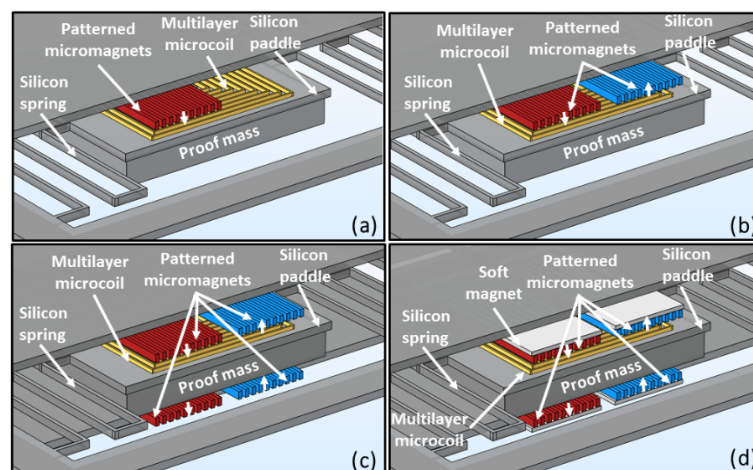 Patterned
micromagnets
Multilayer
microcoil
Silicon
paddle
Silicon
spring
Proof mass
(a)
Multilayer
microcoil
Patterned
micromagnets
Silicon
paddle
Silicon
spring
Proof mass
(b)
Multilayer
microcoil
Patterned
micromagnets
Silicon
paddle
Silicon
spring
Proof mass
(c)
Soft
magnet
Patterned
micromagnets
Silicon
paddle
Silicon
spring
Proof mass
Multilayer
microcoil
(d)